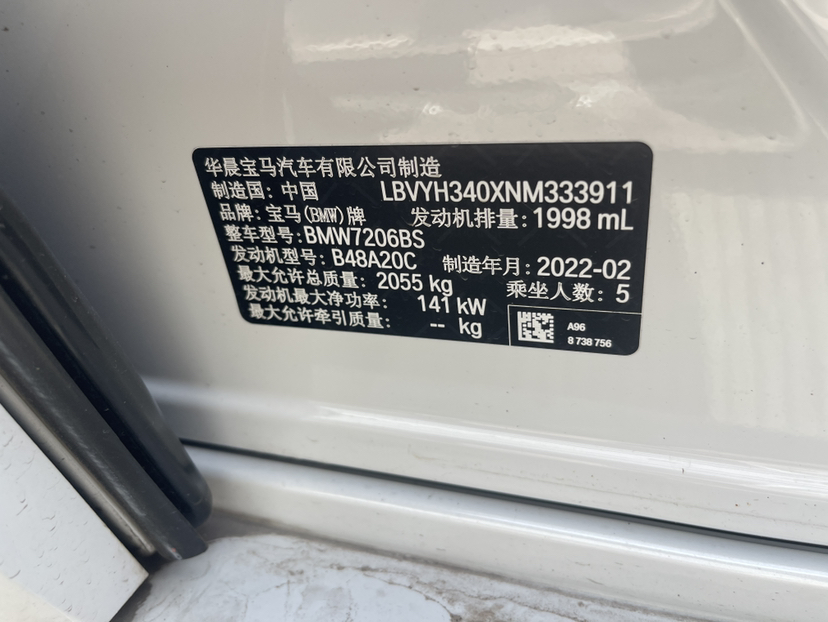 华晨宝马汽车有限公司制造
制造国: 中国 LBVYH340XNM333911
品牌: 宝马(BMW)牌 发动机排量: 1998 mL
整车型号: BMW7206BS
发动机型号: B48A20C 制造年月: 2022-02
最大允许总质量: 2055 kg 乘坐人数: 5
发动机最大净功率: 141 kW
最大允许牵引质量: -- kg
A96
8 738 756